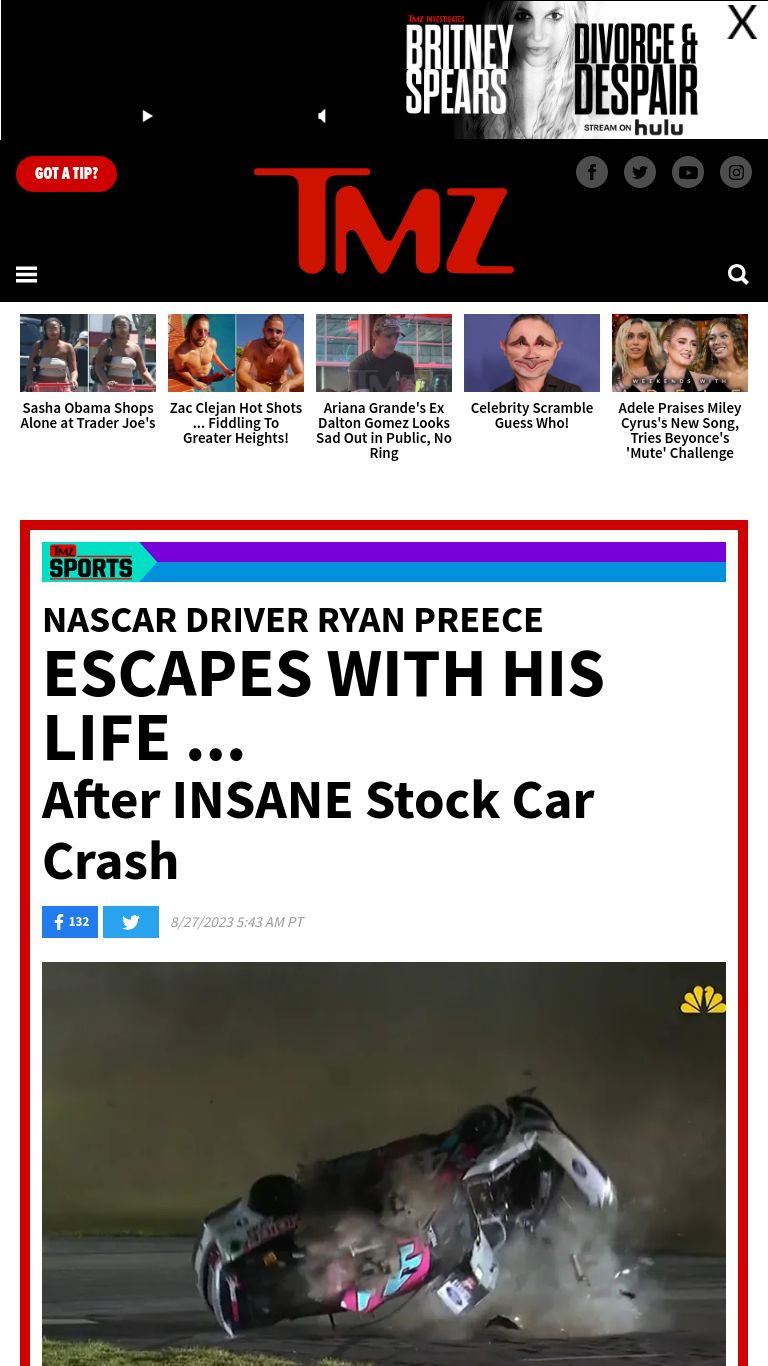 TMZ INVESTIGATES
BRITNEY
SPEARS
DIVORCE &
DESPAIR
STREAM ON hulu
X
GOT A TIP?
TMZ
Sasha Obama Shops
Alone at Trader Joe's
Zac Clejan Hot Shots
... Fiddling To
Greater Heights!
Ariana Grande's Ex
Dalton Gomez Looks
Sad Out in Public, No
Ring
Celebrity Scramble
Guess Who!
WEEKENDS WITH
Adele Praises Miley
Cyrus's New Song,
Tries Beyonce's
'Mute' Challenge
TMZ
SPORTS
NASCAR DRIVER RYAN PREECE
ESCAPES WITH HIS
LIFE ...
After INSANE Stock Car
Crash
132
8/27/2023 5:43 AM PT